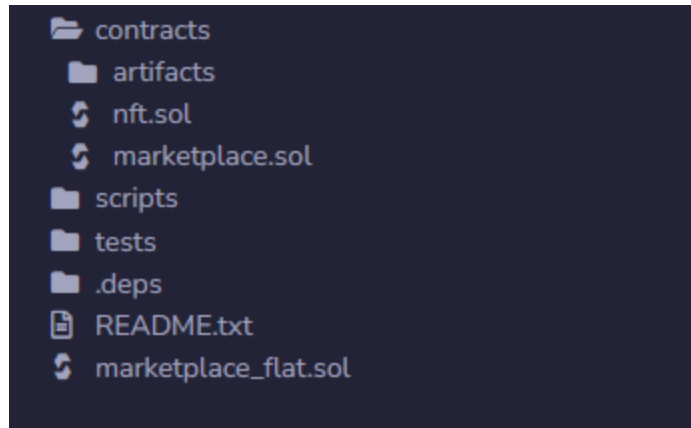 contracts
artifacts
nft.sol
marketplace.sol
scripts
tests
.deps
README.txt
marketplace_flat.sol